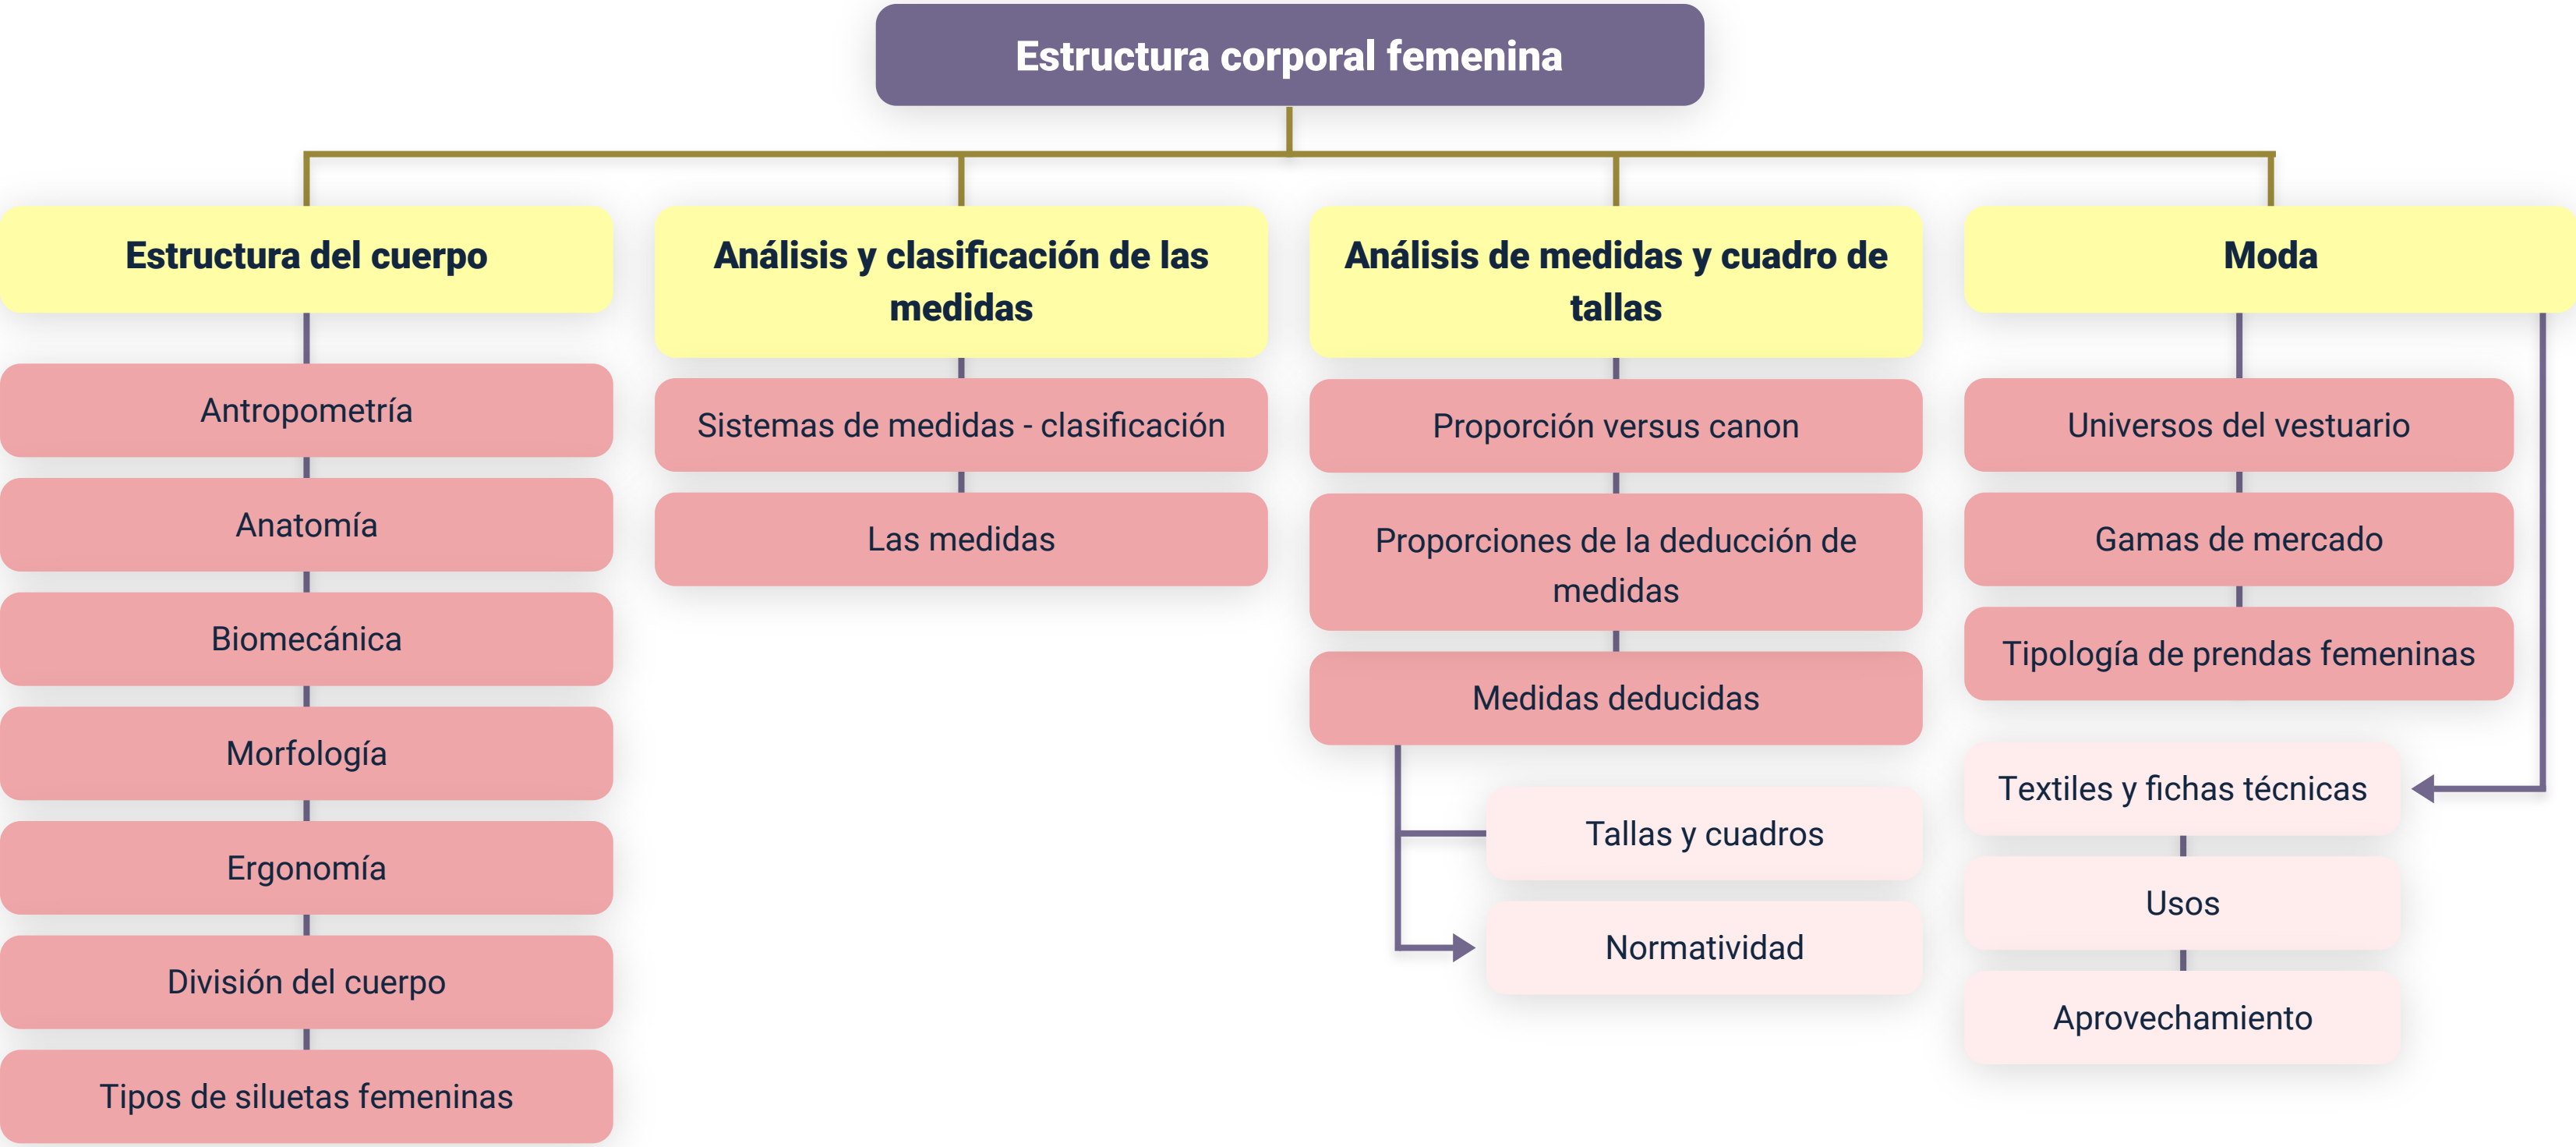 Estructura corporal femenina
Estructura del cuerpo
Antropometría
Anatomía
Biomecánica
Morfología
Ergonomía
División del cuerpo
Tipos de siluetas femeninas
Análisis y clasificación de las
medidas
Sistemas de medidas - clasificación
Las medidas
Análisis de medidas y cuadro de
tallas
Proporción versus canon
Proporciones de la deducción de
medidas
Medidas deducidas
Tallas y cuadros
Normatividad
Moda
Universos del vestuario
Gamas de mercado
Tipología de prendas femeninas
Textiles y fichas técnicas
Usos
Aprovechamiento